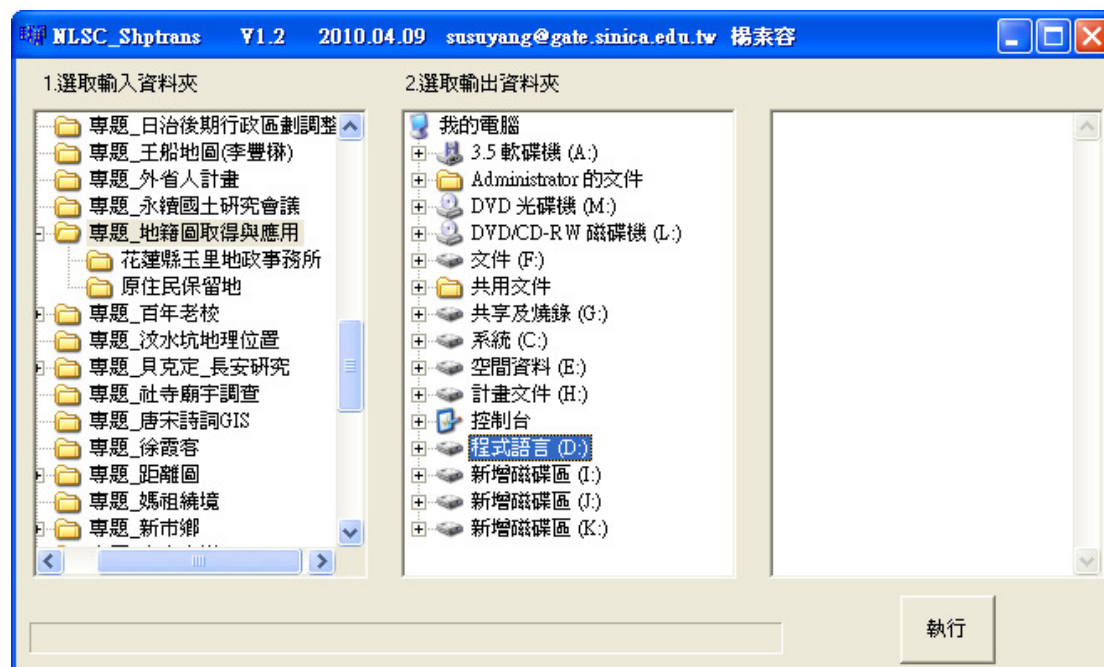 NLSC_Shptrans V1.2 2010.04.09 susuyang@gate.sinica.edu.tw 楊素容
1.選取輸入資料夾
專題_日治後期行政區劃調整
專題_王船地圖(李豐楙)
專題_外省人計畫
專題_永續國土研究會議
專題_地籍圖取得與應用
花蓮縣玉里地政事務所
原住民保留地
專題_百年老校
專題_汶水坑地理位置
專題_貝克定_長安研究
專題_社寺廟宇調查
專題_唐宋詩詞GIS
專題_徐霞客
專題_距離圖
專題_媽祖繞境
專題_新市鄉
2.選取輸出資料夾
我的電腦
3.5 軟碟機 (A:)
Administrator 的文件
DVD 光碟機 (M:)
DVD/CD-RW 磁碟機 (L:)
文件 (F:)
共用文件
共享及燒錄 (G:)
系統 (C:)
空間資料 (E:)
計畫文件 (H:)
控制台
程式語言 (D:)
新增磁碟區 (I:)
新增磁碟區 (J:)
新增磁碟區 (K:)
執行